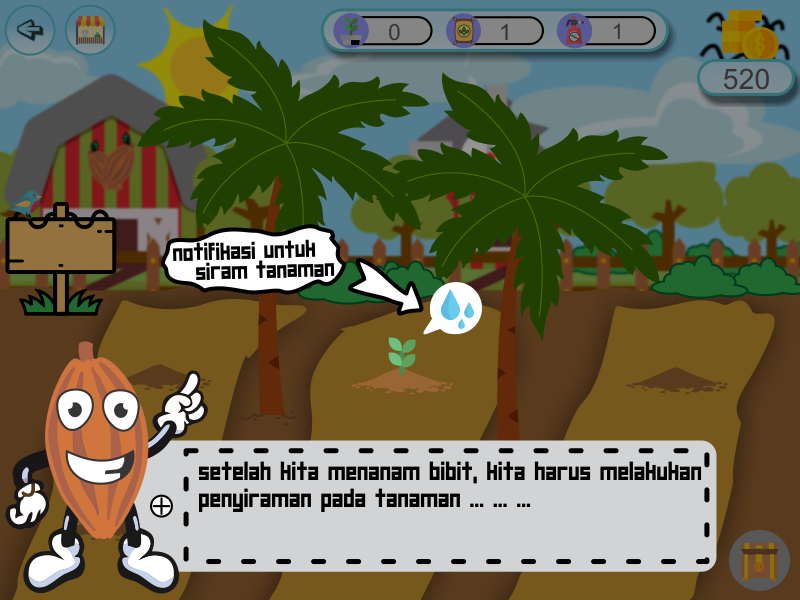 0
1
1
520
notifikasi untuk
siram tanaman
setelah kita menanam bibit, kita harus melakukan
penyiraman pada tanaman ... ... ...